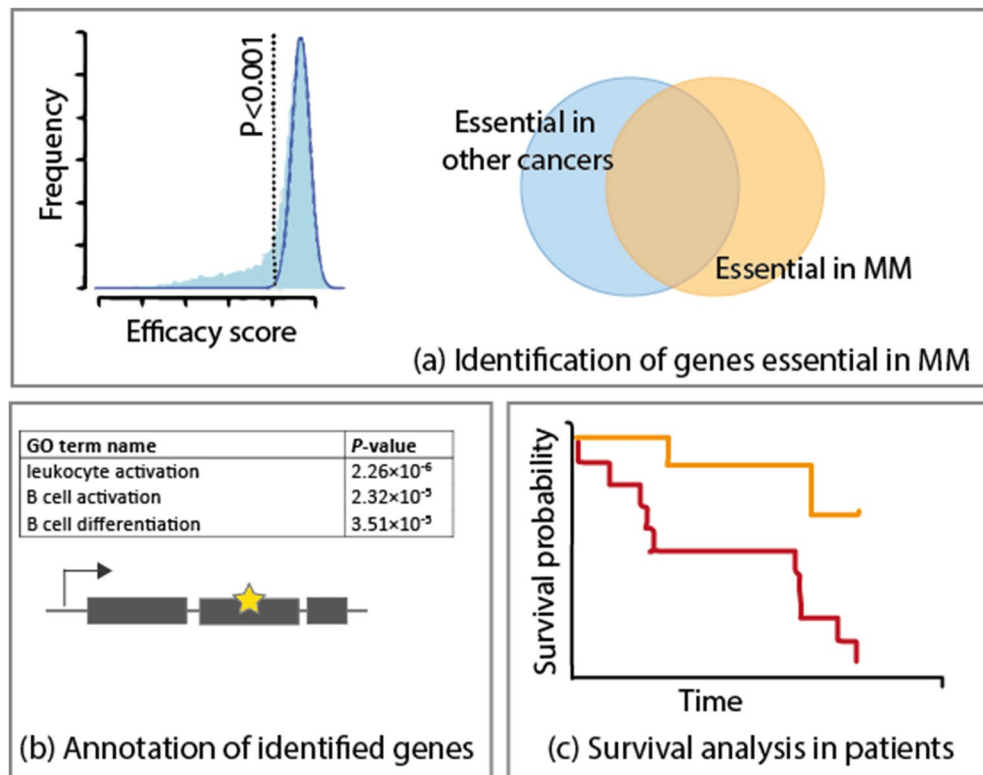 Frequency
P<0.001
Efficacy score
Essential in
other cancers
Essential in MM
(a) Identification of genes essential in MM
GO term name P-value
leukocyte activation 2.26×10⁻⁶
B cell activation 2.32×10⁻⁵
B cell differentiation 3.51×10⁻⁵
(b) Annotation of identified genes
Survival probability
Time
(c) Survival analysis in patients